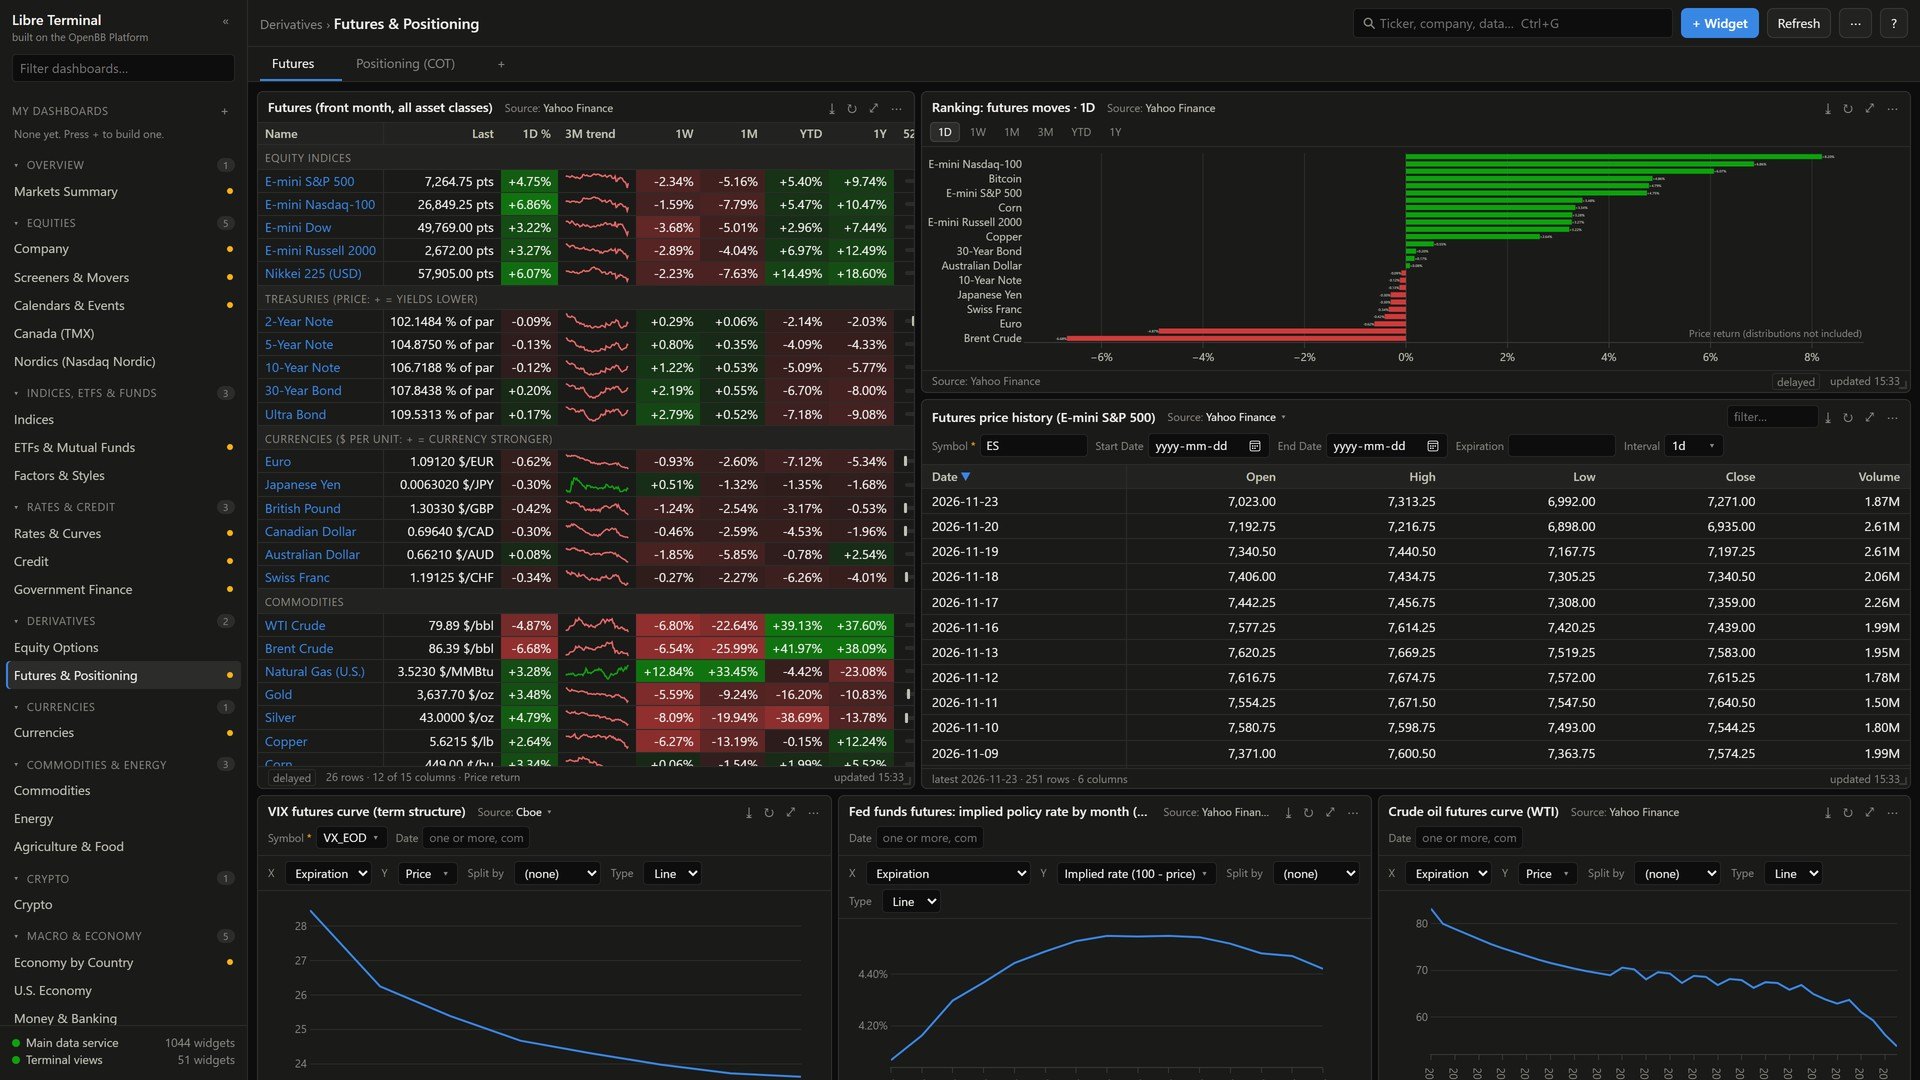 Libre Terminal «
built on the OpenBB Platform
Filter dashboards...
MY DASHBOARDS +
None yet. Press + to build one.
OVERVIEW 1
Markets Summary
EQUITIES 5
Company
Screeners & Movers
Calendars & Events
Canada (TMX)
Nordics (Nasdaq Nordic)
INDICES, ETFS & FUNDS 3
Indices
ETFs & Mutual Funds
Factors & Styles
RATES & CREDIT 3
Rates & Curves
Credit
Government Finance
DERIVATIVES 2
Equity Options
Futures & Positioning
CURRENCIES 1
Currencies
COMMODITIES & ENERGY 3
Commodities
Energy
Agriculture & Food
CRYPTO 1
Crypto
MACRO & ECONOMY 5
Economy by Country
U.S. Economy
Money & Banking
Main data service 1044 widgets
Terminal views 51 widgets
Derivatives › Futures & Positioning
Ticker, company, data... Ctrl+G
+ Widget Refresh ... ?
Futures Positioning (COT) +
Futures (front month, all asset classes) Source: Yahoo Finance
Name Last 1D % 3M trend 1W 1M YTD 1Y 52
EQUITY INDICES
E-mini S&P 500 7,264.75 pts +4.75% -2.34% -5.16% +5.40% +9.74%
E-mini Nasdaq-100 26,849.25 pts +6.86% -1.59% -7.79% +5.47% +10.47%
E-mini Dow 49,769.00 pts +3.22% -3.68% -5.01% +2.96% +7.44%
E-mini Russell 2000 2,672.00 pts +3.27% -2.89% -4.04% +6.97% +12.49%
Nikkei 225 (USD) 57,905.00 pts +6.07% -2.23% -7.63% +14.49% +18.60%
TREASURIES (PRICE: + = YIELDS LOWER)
2-Year Note 102.1484 % of par -0.09% +0.29% +0.06% -2.14% -2.03%
5-Year Note 104.8750 % of par -0.13% +0.80% +0.35% -4.09% -4.33%
10-Year Note 106.7188 % of par -0.12% +1.22% +0.53% -5.09% -5.77%
30-Year Bond 107.8438 % of par +0.20% +2.19% +0.55% -6.70% -8.00%
Ultra Bond 109.5313 % of par +0.17% +2.79% +0.52% -7.18% -9.08%
CURRENCIES ($ PER UNIT: + = CURRENCY STRONGER)
Euro 1.09120 $/EUR -0.62% -0.93% -2.60% -7.12% -5.34%
Japanese Yen 0.0063020 $/JPY -0.30% +0.51% -1.32% -1.35% -1.68%
British Pound 1.30330 $/GBP -0.42% -1.24% -2.54% -3.17% -0.53%
Canadian Dollar 0.69640 $/CAD -0.30% -0.46% -2.59% -4.53% -1.96%
Australian Dollar 0.66210 $/AUD +0.08% -1.85% -5.85% -0.78% +2.54%
Swiss Franc 1.19125 $/CHF -0.34% -0.27% -2.27% -6.26% -4.01%
COMMODITIES
WTI Crude 79.89 $/bbl -4.87% -6.80% -22.64% +39.13% +37.60%
Brent Crude 86.39 $/bbl -6.68% -6.54% -25.99% +41.97% +38.09%
Natural Gas (U.S.) 3.5230 $/MMBtu +3.28% +12.84% +33.45% -4.42% -23.08%
Gold 3,637.70 $/oz +3.48% -5.59% -9.24% -16.20% -10.83%
Silver 43.0000 $/oz +4.79% -8.09% -19.94% -38.69% -13.78%
Copper 5.6215 $/lb +2.64% -6.27% -13.19% -0.15% +12.24%
Corn 449.00 ¢/bu +3.34% +0.06% -1.54% +1.99% +5.52%
delayed 26 rows · 12 of 15 columns · Price return updated 15:33
Ranking: futures moves · 1D Source: Yahoo Finance
1D 1W 1M 3M YTD 1Y
E-mini Nasdaq-100
Bitcoin
E-mini S&P 500
Corn
E-mini Russell 2000
Copper
30-Year Bond
Australian Dollar
10-Year Note
Japanese Yen
Swiss Franc
Euro
Brent Crude
Price return (distributions not included)
−6% −4% −2% 0% 2% 4% 6% 8%
Source: Yahoo Finance delayed updated 15:33
Futures price history (E-mini S&P 500) Source: Yahoo Finance filter...
Symbol * ES Start Date yyyy-mm-dd End Date yyyy-mm-dd Expiration Interval 1d
Date Open High Low Close Volume
2026-11-23 7,023.00 7,313.25 6,992.00 7,271.00 1.87M
2026-11-20 7,192.75 7,216.75 6,898.00 6,935.00 2.61M
2026-11-19 7,340.50 7,440.50 7,167.75 7,197.25 2.61M
2026-11-18 7,406.00 7,434.75 7,305.25 7,340.50 2.06M
2026-11-17 7,442.25 7,456.75 7,308.00 7,359.00 2.26M
2026-11-16 7,577.25 7,614.25 7,420.25 7,439.00 1.99M
2026-11-13 7,620.25 7,669.25 7,519.25 7,583.00 1.95M
2026-11-12 7,616.75 7,674.75 7,572.00 7,615.25 1.78M
2026-11-11 7,554.25 7,671.50 7,547.50 7,640.50 1.50M
2026-11-10 7,580.75 7,598.75 7,493.00 7,544.25 1.80M
2026-11-09 7,371.00 7,600.50 7,363.75 7,574.25 1.99M
latest 2026-11-23 · 251 rows · 6 columns updated 15:33
VIX futures curve (term structure) Source: Cboe
Symbol * VX_EOD Date one or more, com
X Expiration Y Price Split by (none) Type Line
28
27
26
25
24
Fed funds futures: implied policy rate by month (... Source: Yahoo Finan...
Date one or more, com
X Expiration Y Implied rate (100 - price) Split by (none)
Type Line
4.40%
4.20%
Crude oil futures curve (WTI) Source: Yahoo Finance
Date one or more, com
X Expiration Y Price Split by (none) Type Line
80
70
60